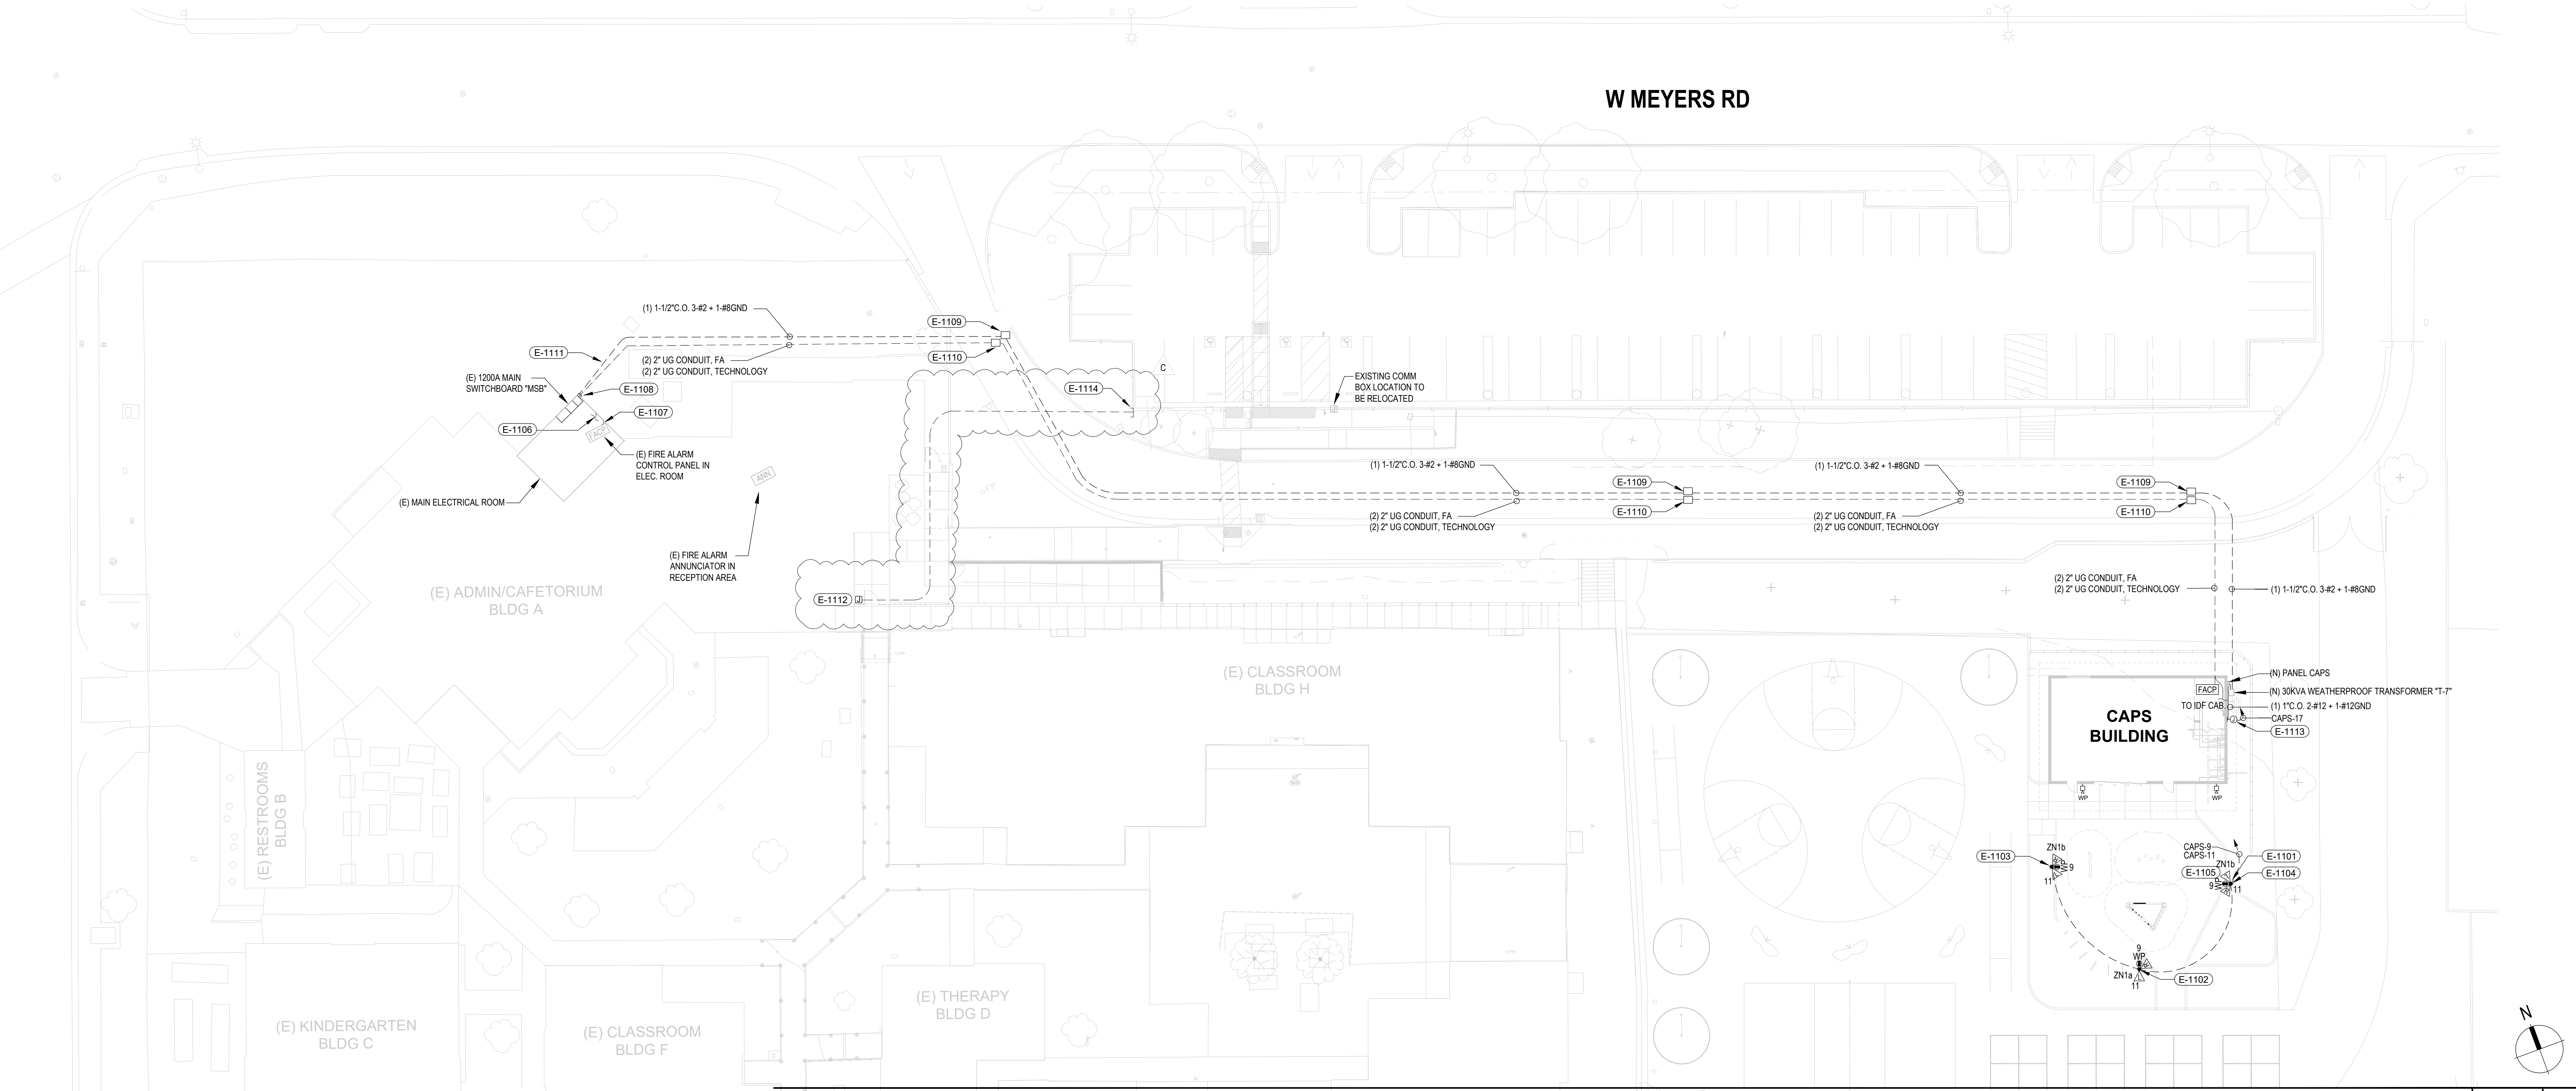 W MEYERS RD
(1) 1-1/2"C.O. 3-#2 + 1-#8GND
E-1109
E-1111
E-1110
(2) 2" UG CONDUIT, FA
(2) 2" UG CONDUIT, TECHNOLOGY
C
(E) 1200A MAIN
SWITCHBOARD "MSB"
E-1108
E-1114
EXISTING COMM
BOX LOCATION TO
BE RELOCATED
J
E-1107
E-1106
FACP
(E) FIRE ALARM
CONTROL PANEL IN
ELEC. ROOM
ANN
(E) MAIN ELECTRICAL ROOM
(1) 1-1/2"C.O. 3-#2 + 1-#8GND
(1) 1-1/2"C.O. 3-#2 + 1-#8GND
E-1109
E-1109
E-1110
E-1110
(2) 2" UG CONDUIT, FA
(2) 2" UG CONDUIT, TECHNOLOGY
(2) 2" UG CONDUIT, FA
(2) 2" UG CONDUIT, TECHNOLOGY
(E) FIRE ALARM
ANNUNCIATOR IN
RECEPTION AREA
(E) ADMIN/CAFETORIUM
BLDG A
E-1112
J
(2) 2" UG CONDUIT, FA
(2) 2" UG CONDUIT, TECHNOLOGY
(1) 1-1/2"C.O. 3-#2 + 1-#8GND
(E) CLASSROOM
BLDG H
(N) PANEL CAPS
FACP
(N) 30KVA WEATHERPROOF TRANSFORMER "T-7"
TO IDF CAB.
(1) 1"C.O. 2-#12 + 1-#12GND
CAPS-17
J
E-1113
CAPS
BUILDING
WP
WP
(E) RESTROOMS
BLDG B
CAPS-9
CAPS-11
ZN1b
E-1103
WP
9
11
ZN1b
E-1101
E-1105
E-1104
9
WP
11
9
WP
ZN1a
11
E-1102
(E) THERAPY
BLDG D
(E) KINDERGARTEN
BLDG C
(E) CLASSROOM
BLDG F
N